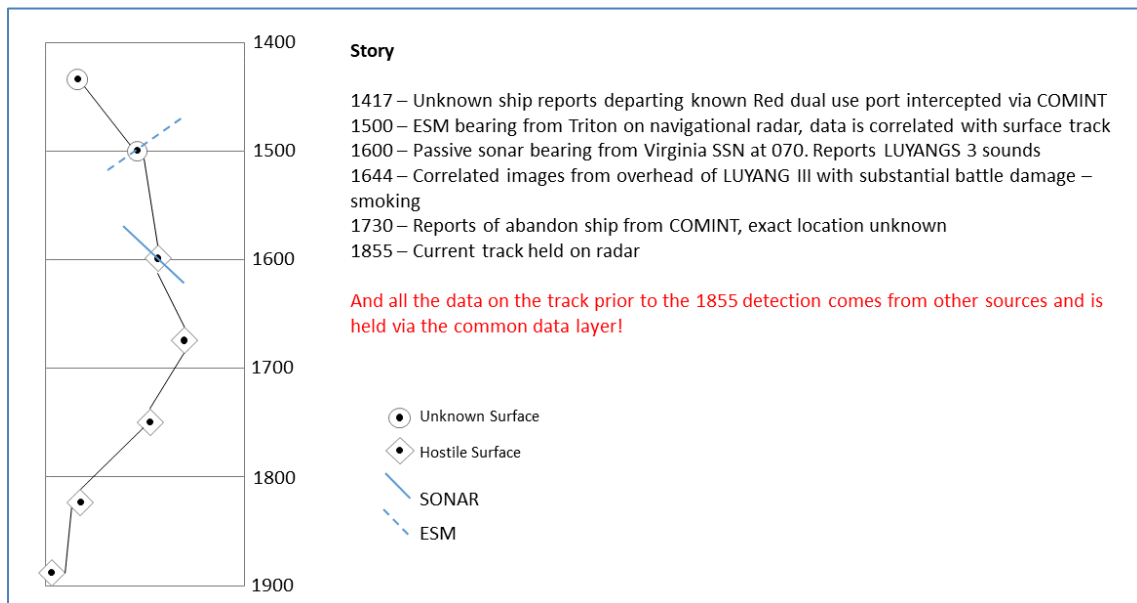 1400
Story
1417 – Unknown ship reports departing known Red dual use port intercepted via COMINT
1500 – ESM bearing from Triton on navigational radar, data is correlated with surface track
1600 – Passive sonar bearing from Virginia SSN at 070. Reports LUYANGS 3 sounds
1644 – Correlated images from overhead of LUYANG III with substantial battle damage –
smoking
1730 – Reports of abandon ship from COMINT, exact location unknown
1855 – Current track held on radar
And all the data on the track prior to the 1855 detection comes from other sources and is
held via the common data layer!
1500
1600
1700
1800
1900
Unknown Surface
Hostile Surface
SONAR
ESM